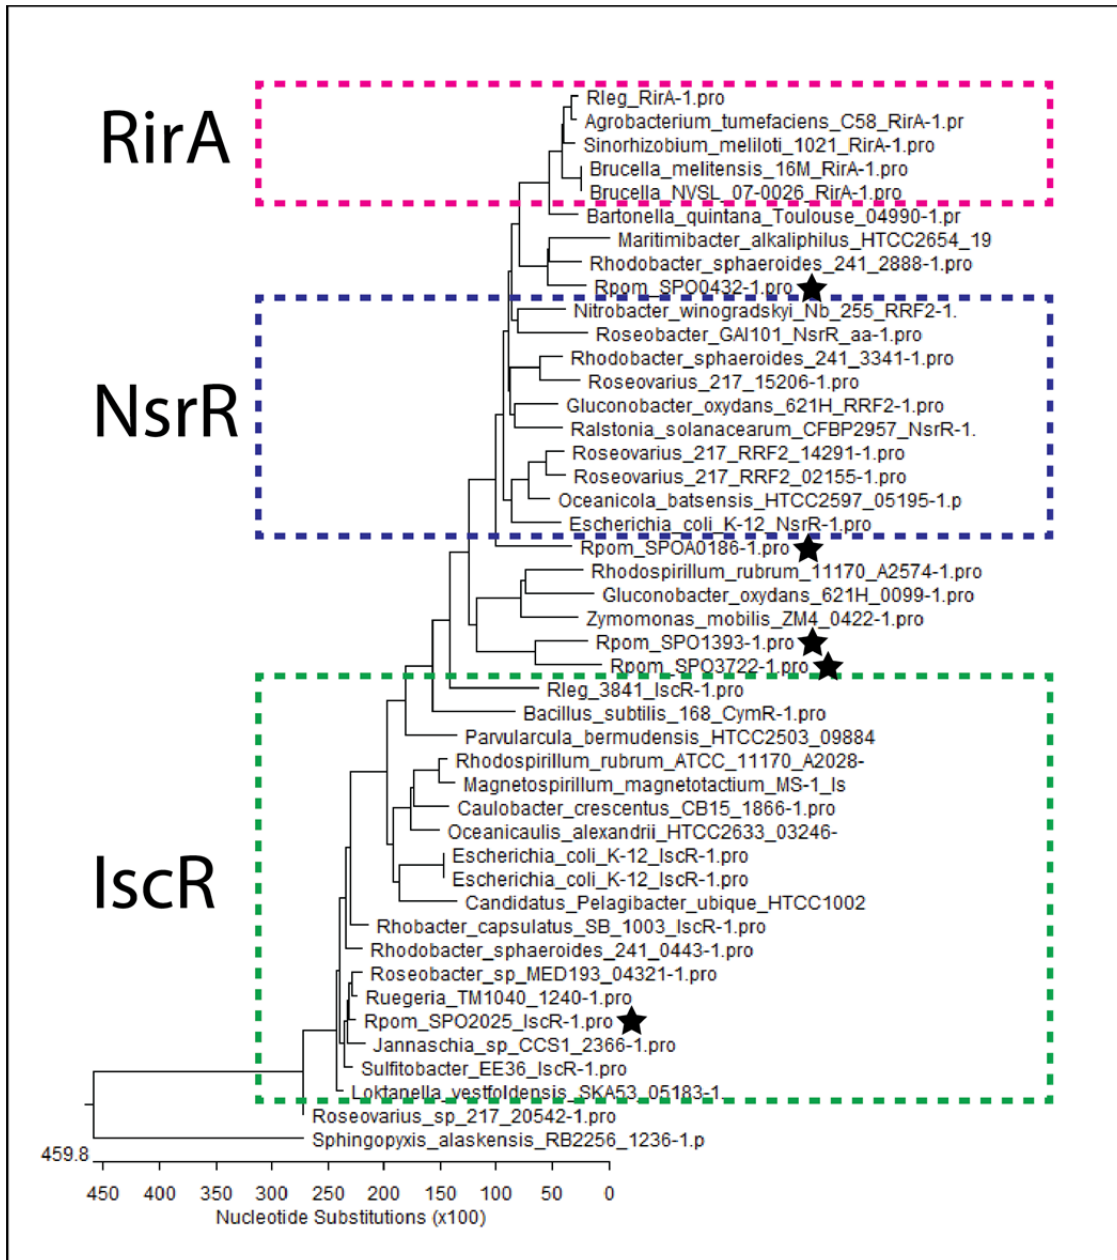 RirA
Rleg_RirA-1.pro
Agrobacterium_tumefaciens_C58_RirA-1.pr
Sinorhizobium_meliloti_1021_RirA-1.pro
Brucella_melitensis_16M_RirA-1.pro
Brucella_NVSL_07-0026_RirA-1.pro
Bartonella_quintana_Toulouse_04990-1.pr
Maritimibacter_alkaliphilus_HTCC2654_19
Rhodobacter_sphaeroides_241_2888-1.pro
Rpom_SPO0432-1.pro
NsrR
Nitrobacter_winogradskyi_Nb_255_RRF2-1.
Roseobacter_GAI101_NsrR_aa-1.pro
Rhodobacter_sphaeroides_241_3341-1.pro
Roseovarius_217_15206-1.pro
Gluconobacter_oxydans_621H_RRF2-1.pro
Ralstonia_solanacearum_CFBP2957_NsrR-1.
Roseovarius_217_RRF2_14291-1.pro
Roseovarius_217_RRF2_02155-1.pro
Oceanicola_batsensis_HTCC2597_05195-1.p
Escherichia_coli_K-12_NsrR-1.pro
Rpom_SPOA0186-1.pro
Rhodospirillum_rubrum_11170_A2574-1.pro
Gluconobacter_oxydans_621H_0099-1.pro
Zymomonas_mobilis_ZM4_0422-1.pro
Rpom_SPO1393-1.pro
Rpom_SPO3722-1.pro
IscR
Rleg_3841_IscR-1.pro
Bacillus_subtilis_168_CymR-1.pro
Parvularcula_bermudensis_HTCC2503_09884
Rhodospirillum_rubrum_ATCC_11170_A2028-
Magnetospirillum_magnetotactium_MS-1_Is
Caulobacter_crescentus_CB15_1866-1.pro
Oceanicaulis_alexandrii_HTCC2633_03246-
Escherichia_coli_K-12_IscR-1.pro
Escherichia_coli_K-12_IscR-1.pro
Candidatus_Pelagibacter_ubique_HTCC1002
Rhobacter_capsulatus_SB_1003_IscR-1.pro
Rhodobacter_sphaeroides_241_0443-1.pro
Roseobacter_sp_MED193_04321-1.pro
Ruegeria_TM1040_1240-1.pro
Rpom_SPO2025_IscR-1.pro
Jannaschia_sp_CCS1_2366-1.pro
Sulfitobacter_EE36_IscR-1.pro
Loktanella_vestfoldensis_SKA53_05183-1.
Roseovarius_sp_217_20542-1.pro
Sphingopyxis_alaskensis_RB2256_1236-1.p
459.8
450 400 350 300 250 200 150 100 50 0
Nucleotide Substitutions (x100)